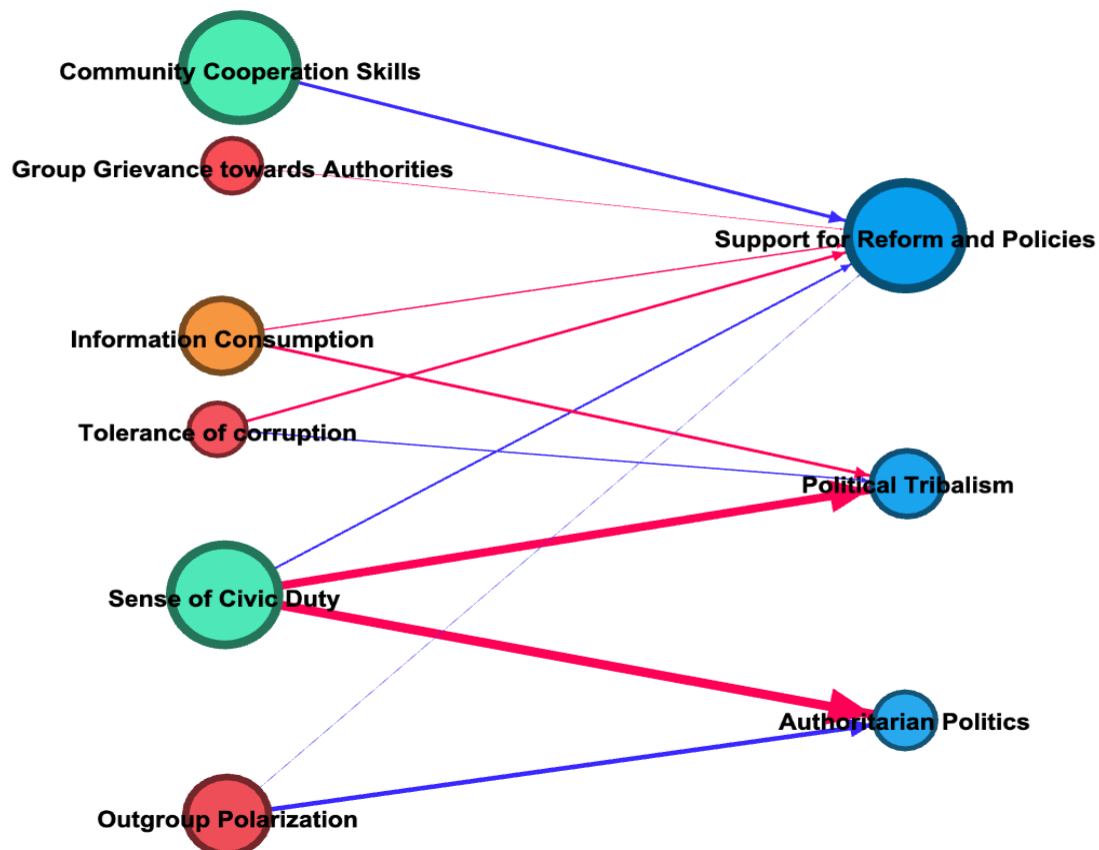 Community Cooperation Skills
Group Grievance towards Authorities
Support for Reform and Policies
Information Consumption
Tolerance of corruption
Political Tribalism
Sense of Civic Duty
Authoritarian Politics
Outgroup Polarization